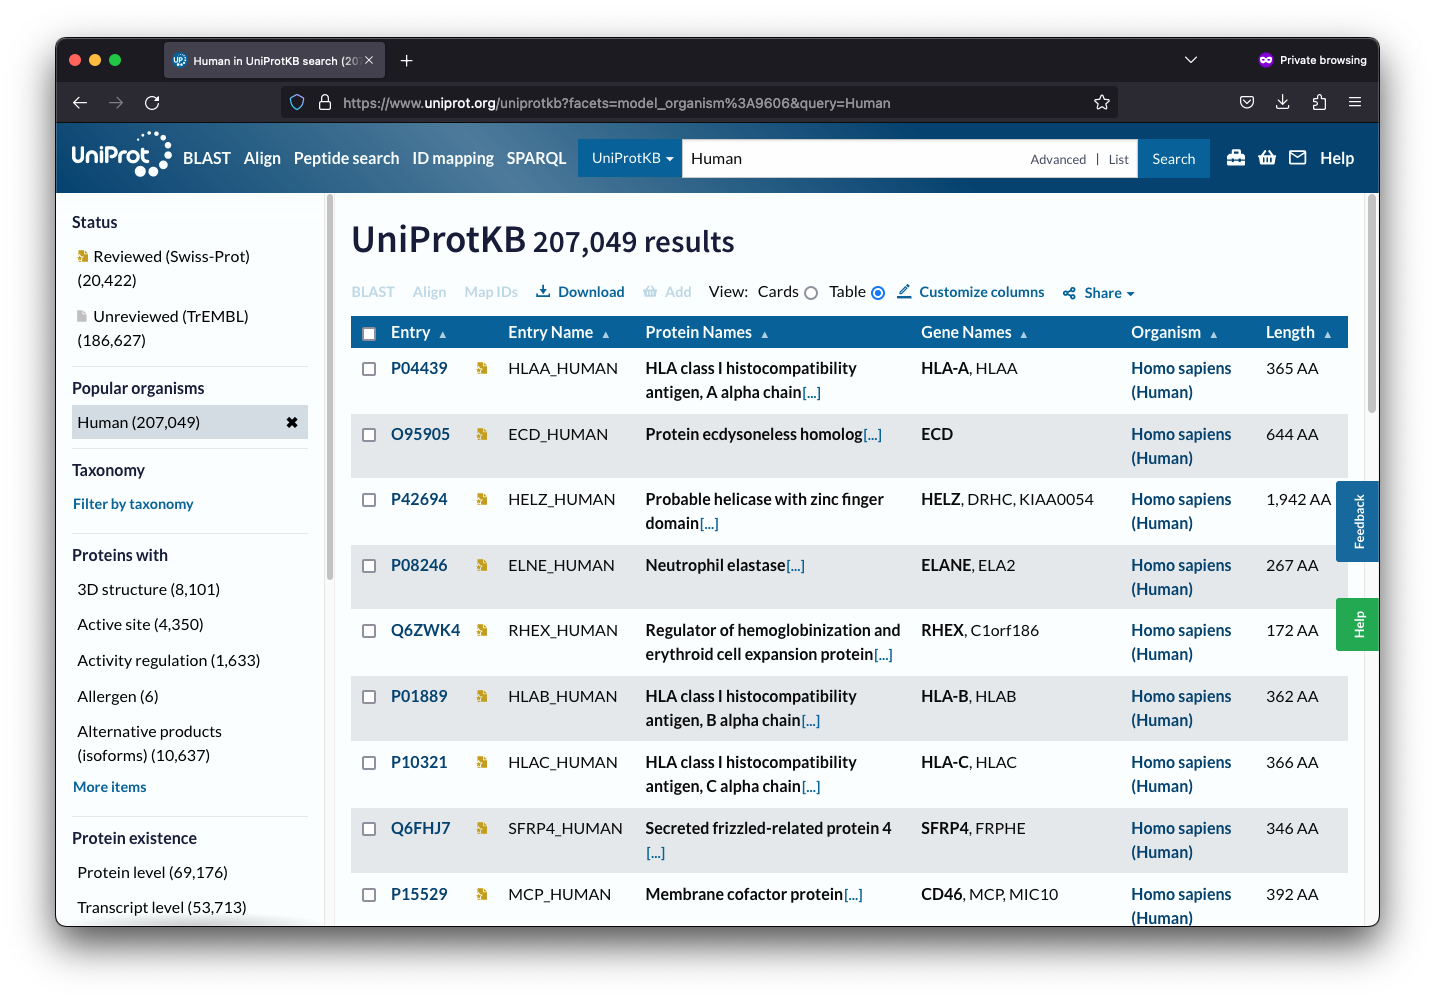 Human in UniProtKB search (20
Private browsing
https://www.uniprot.org/uniprotkb?facets=model_organism%3A9606&query=Human
UniProt BLAST Align Peptide search ID mapping SPARQL UniProtKB Human Advanced | List Search Help
Status
Reviewed (Swiss-Prot)
(20,422)
Unreviewed (TrEMBL)
(186,627)
Popular organisms
Human (207,049)
Taxonomy
Filter by taxonomy
Proteins with
3D structure (8,101)
Active site (4,350)
Activity regulation (1,633)
Allergen (6)
Alternative products
(isoforms) (10,637)
More items
Protein existence
Protein level (69,176)
Transcript level (53,713)
UniProtKB 207,049 results
BLAST Align Map IDs Download Add View: Cards Table Customize columns Share
Entry Entry Name Protein Names Gene Names Organism Length
P04439 HLAA_HUMAN HLA class I histocompatibility HLA-A, HLAA Homo sapiens 365 AA
antigen, A alpha chain[...] (Human)
O95905 ECD_HUMAN Protein ecdysoneless homolog[...] ECD Homo sapiens 644 AA
(Human)
P42694 HELZ_HUMAN Probable helicase with zinc finger HELZ, DRHC, KIAA0054 Homo sapiens 1,942 AA
domain[...] (Human)
P08246 ELNE_HUMAN Neutrophil elastase[...] ELANE, ELA2 Homo sapiens 267 AA
(Human)
Q6ZWK4 RHEX_HUMAN Regulator of hemoglobinization and RHEX, C1orf186 Homo sapiens 172 AA
erythroid cell expansion protein[...] (Human)
P01889 HLAB_HUMAN HLA class I histocompatibility HLA-B, HLAB Homo sapiens 362 AA
antigen, B alpha chain[...] (Human)
P10321 HLAC_HUMAN HLA class I histocompatibility HLA-C, HLAC Homo sapiens 366 AA
antigen, C alpha chain[...] (Human)
Q6FHJ7 SFRP4_HUMAN Secreted frizzled-related protein 4 SFRP4, FRPHE Homo sapiens 346 AA
[...] (Human)
P15529 MCP_HUMAN Membrane cofactor protein[...] CD46, MCP, MIC10 Homo sapiens 392 AA
(Human)
Feedback
Help